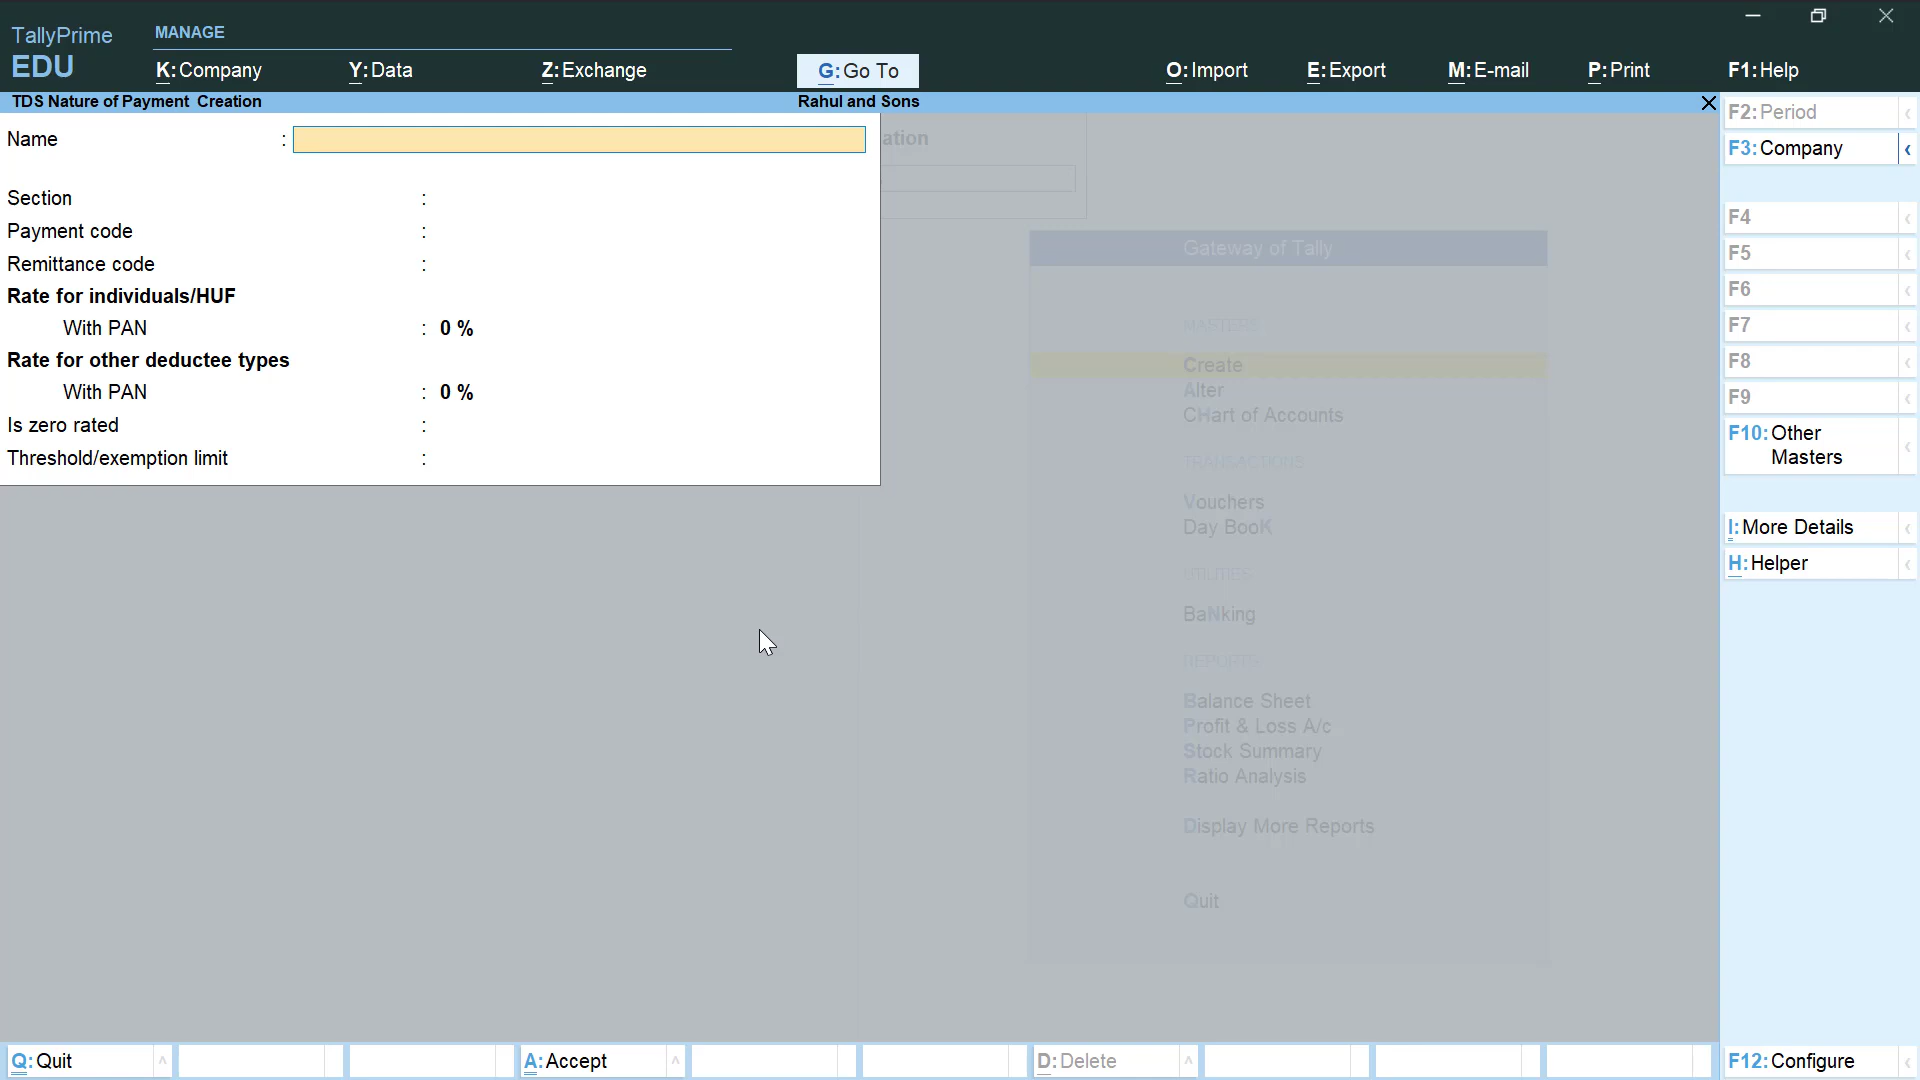 TallyPrime
EDU
MANAGE
K:Company
Y:Data
Z:Exchange
G:Go To
O:Import
E:Export
M:E-mail
P:Print
F1:Help
TDS Nature of Payment Creation
Rahul and Sons
Name :
Section :
Payment code :
Remittance code :
Rate for individuals/HUF
With PAN : 0 %
Rate for other deductee types
With PAN : 0 %
Is zero rated :
Threshold/exemption limit :
ation
Gateway of Tally
MASTERS
Create
Alter
CHart of Accounts
TRANSACTIONS
Vouchers
Day BooK
UTILITIES
BaNking
REPORTS
Balance Sheet
Profit & Loss A/c
Stock Summary
Ratio Analysis
Display More Reports
Quit
F2:Period
F3:Company
F4
F5
F6
F7
F8
F9
F10:Other
Masters
I:More Details
H:Helper
F12:Configure
Q:Quit
A:Accept
D:Delete